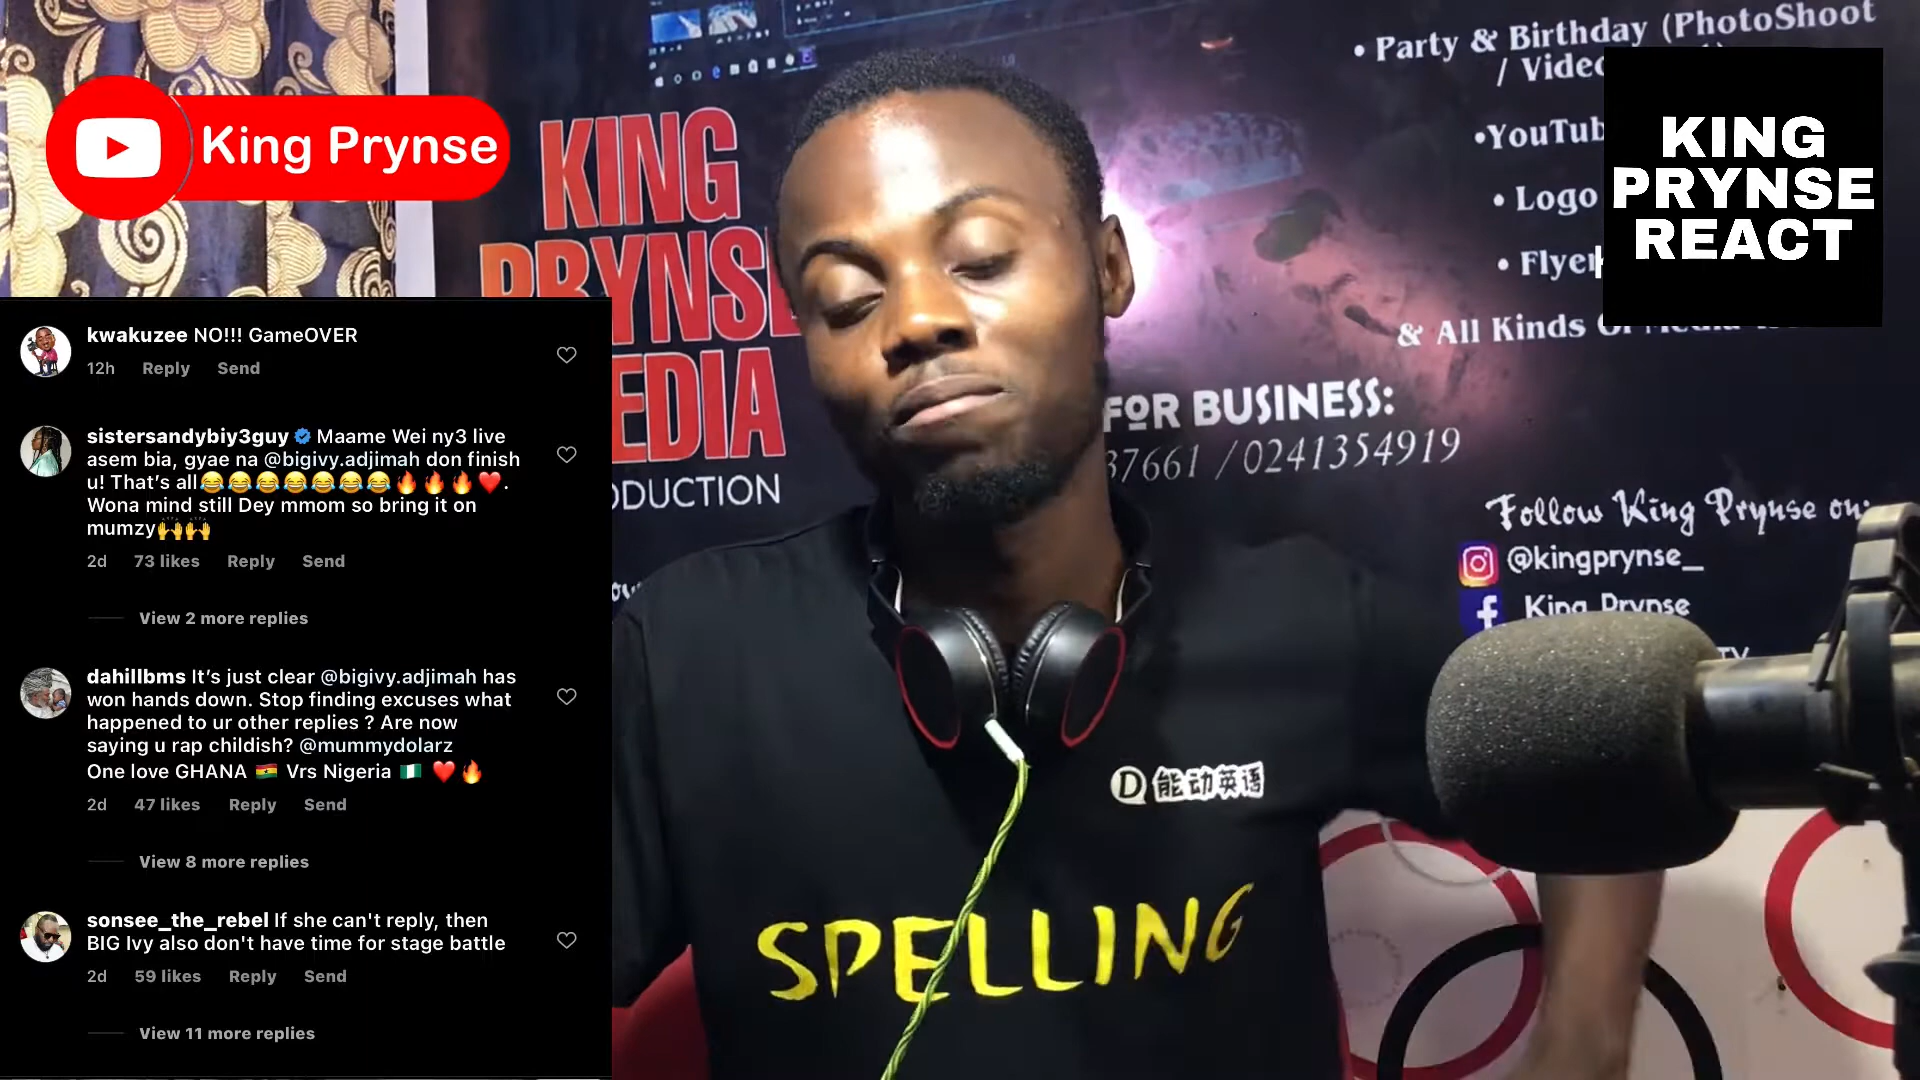 King Prynse
KING
PRYNSE
MEDIA
• Party & Birthday (PhotoShoot
•
• Logo
•
& All Kinds
KING
PRYNSE
REACT
FOR BUSINESS:
37661 / 0241354919
Follow King Prynse on:
@kingprynse_
King Prynse
TV
D 能动英语
SPELLING
kwakuzee NO!!! GameOVER
12h Reply Send
sistersandybiy3guy Maame Wei ny3 live
asem bia, gyae na @bigivy.adjimah don finish
u! That’s all😂😂😂😂😂😂😂🔥🔥🔥❤️.
Wona mind still Dey mmom so bring it on
mumzy🙌🙌
2d 73 likes Reply Send
View 2 more replies
dahillbms It’s just clear @bigivy.adjimah has
won hands down. Stop finding excuses what
happened to ur other replies ? Are now
saying u rap childish? @mummydolarz
One love GHANA 🇬🇭 Vrs Nigeria 🇳🇬 ❤️🔥
2d 47 likes Reply Send
View 8 more replies
sonsee_the_rebel If she can't reply, then
BIG Ivy also don't have time for stage battle
2d 59 likes Reply Send
View 11 more replies